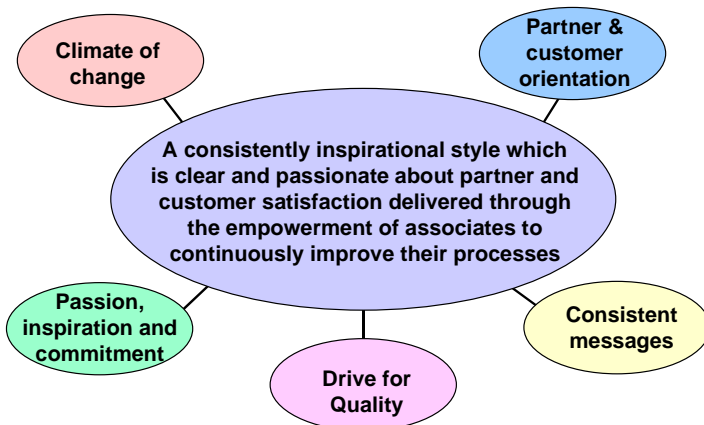 Climate of
change
Partner &
customer
orientation
A consistently inspirational style which
is clear and passionate about partner and
customer satisfaction delivered through
the empowerment of associates to
continuously improve their processes
Passion,
inspiration and
commitment
Consistent
messages
Drive for
Quality